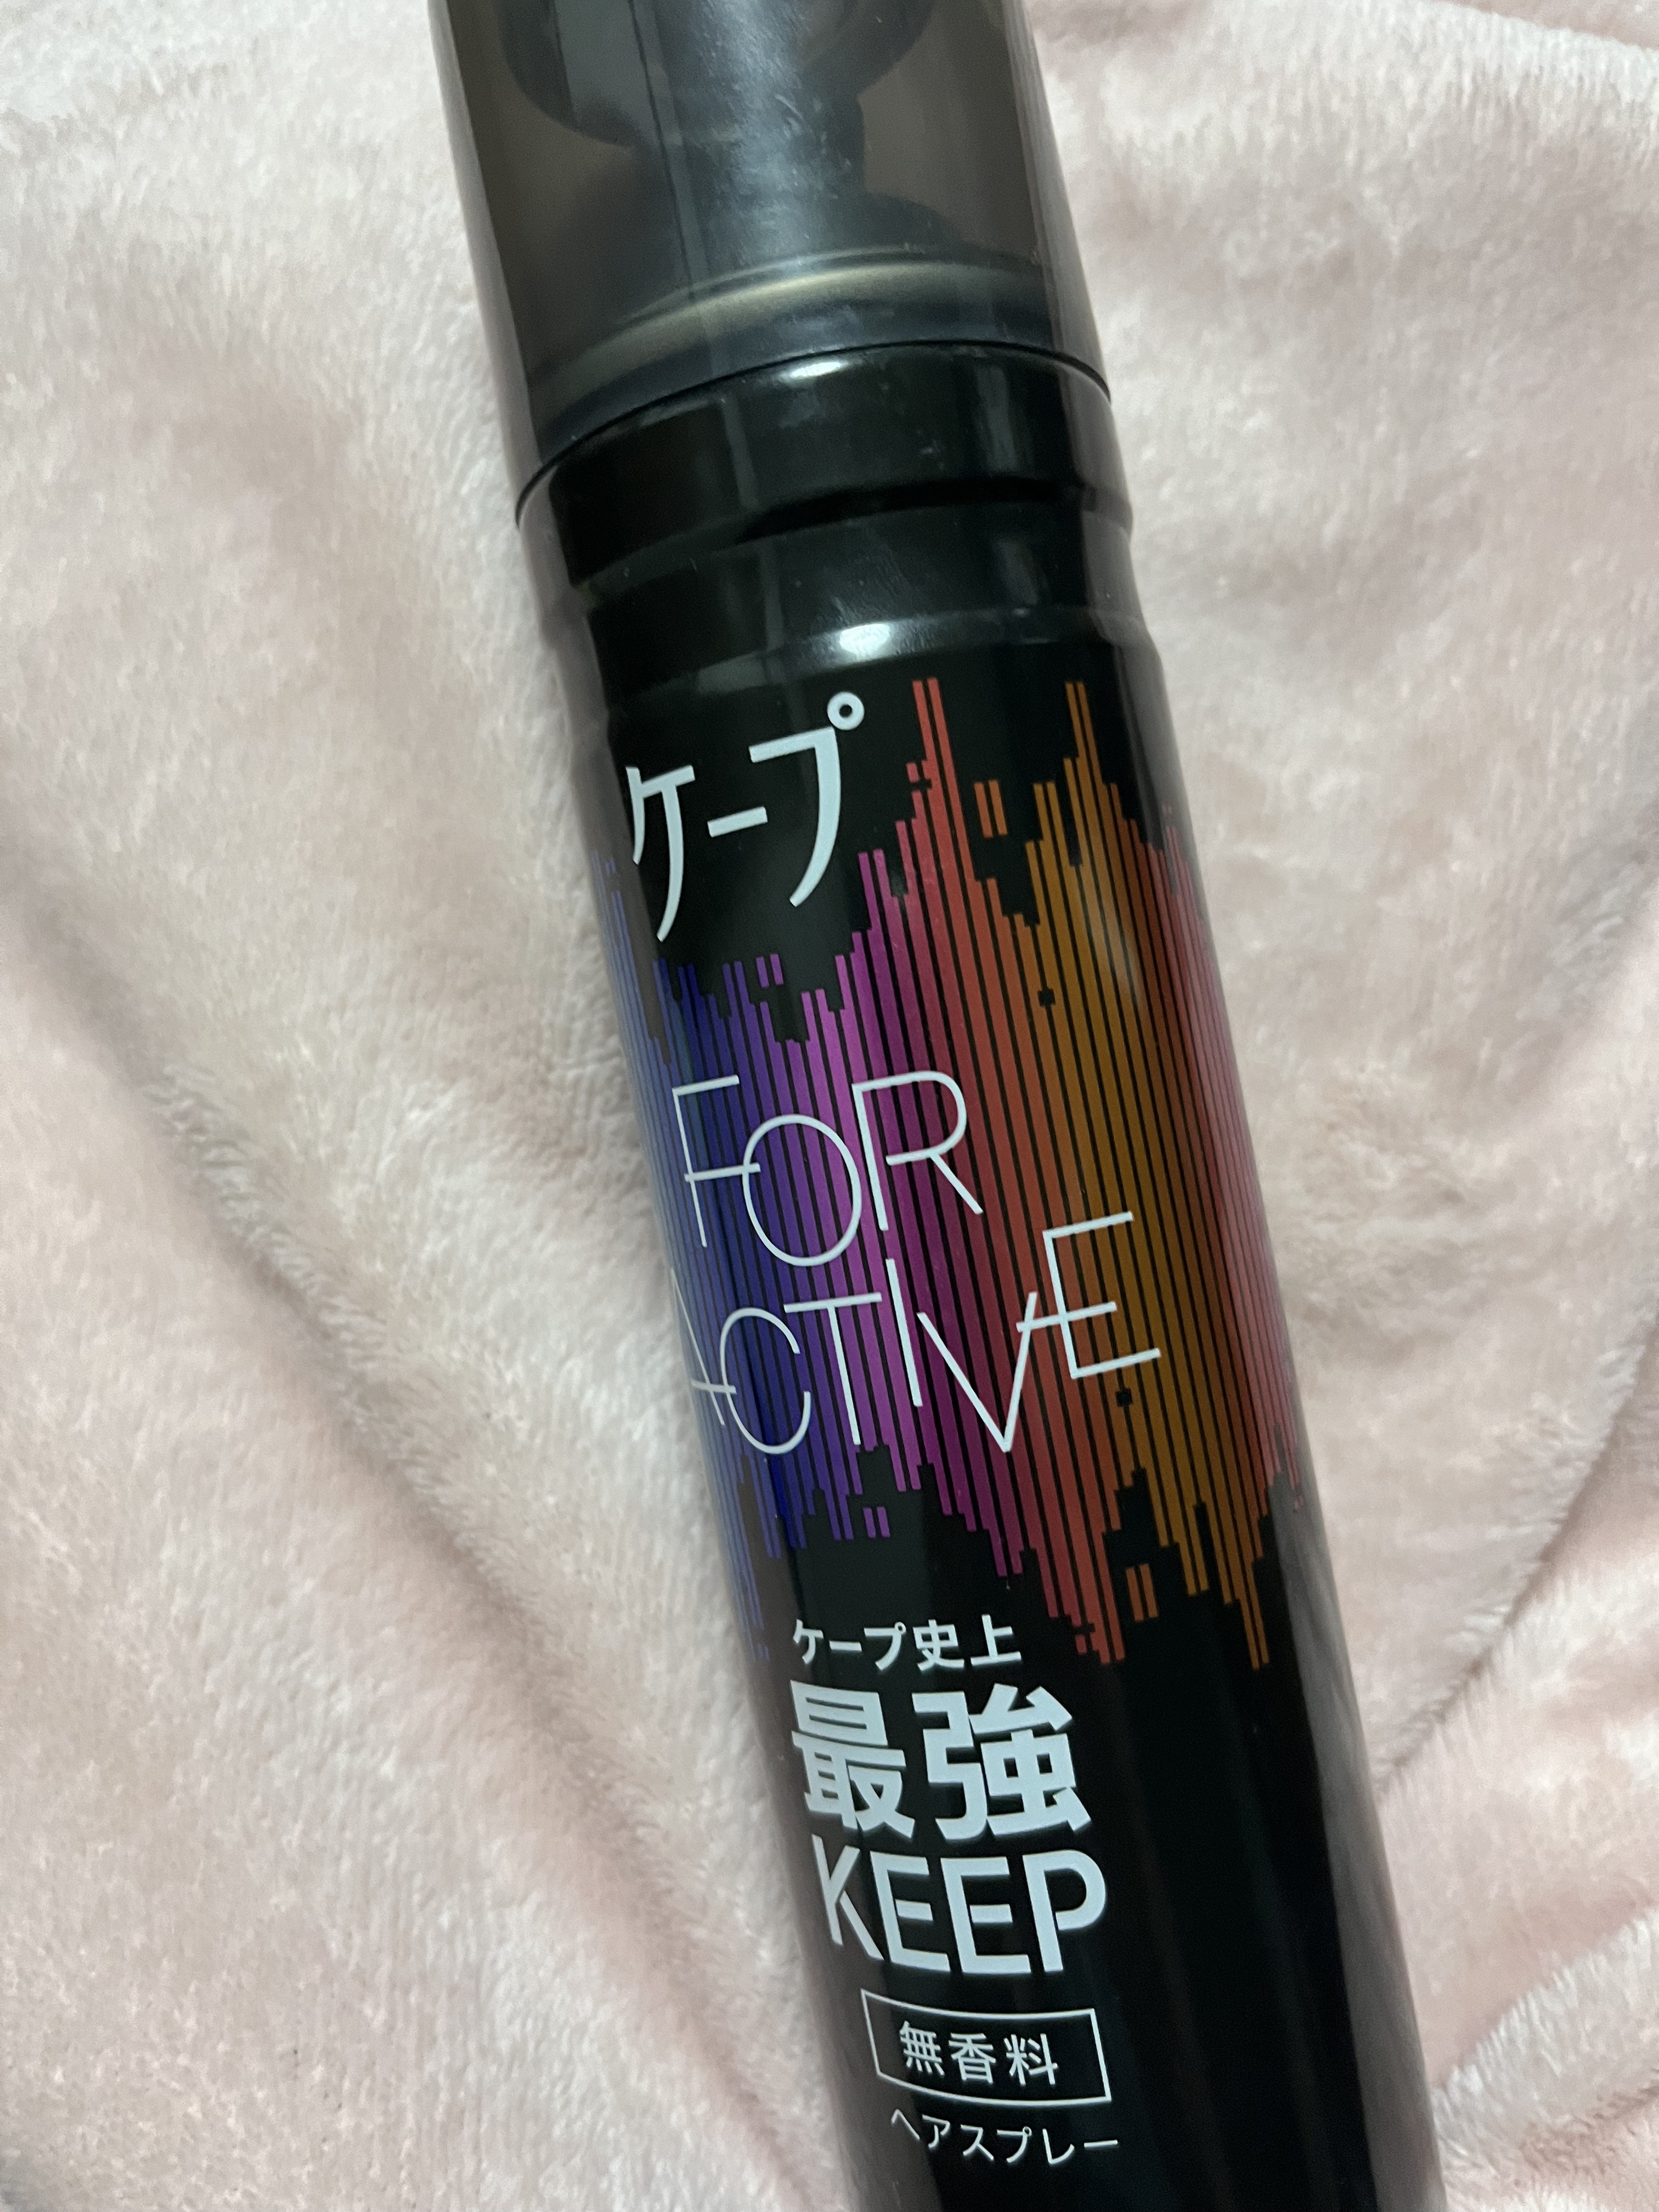 ケープ
FOR
ACTIVE
ケープ史上
最強
KEEP
無香料
ヘアスプレー